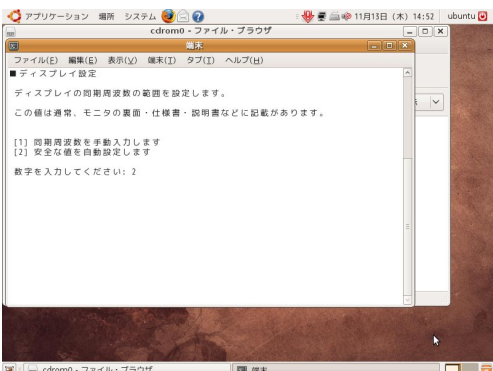 アプリケーション 場所 システム 11月13日 (木) 14:52 ubuntu
cdrom0 - ファイル・ブラウザ
端末
ファイル(F) 編集(E) 表示(V) 端末(T) タブ(T) ヘルプ(H)
■ディスプレイ設定
ディスプレイの同期周波数の範囲を設定します。
この値は通常、モニタの裏面・仕様書・説明書などに記載があります。
[1] 同期周波数を手動入力します
[2] 安全な値を自動設定します
数字を入力してください: 2
cdrom0 - ファイル・ブラウザ 端末